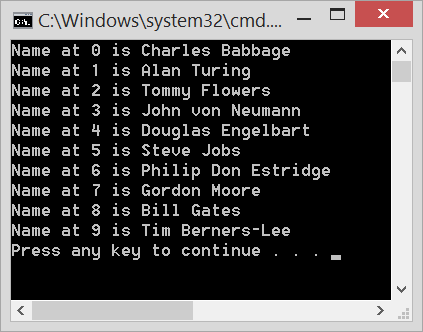 C:\Windows\system32\cmd....
Name at 0 is Charles Babbage
Name at 1 is Alan Turing
Name at 2 is Tommy Flowers
Name at 3 is John von Neumann
Name at 4 is Douglas Engelbart
Name at 5 is Steve Jobs
Name at 6 is Philip Don Estridge
Name at 7 is Gordon Moore
Name at 8 is Bill Gates
Name at 9 is Tim Berners-Lee
Press any key to continue . . . _